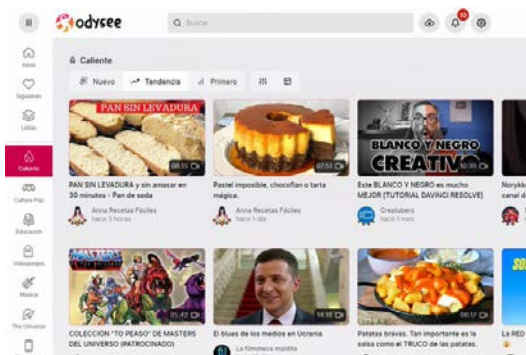 odysee
Buscar
10
Inicio
Siguiendo
Listas
Caliente
Cultura Pop
Educación
Videojuegos
Música
The Universe
Caliente
Nuevo
Tendencia
Primero
PAN SIN LEVADURA
08:15
PAN SIN LEVADURA y sin amasar en
30 minutos - Pan de soda
Anna Recetas Fáciles
hace 3 horas
07:51
Pastel imposible, chocoflan o tarta
mágica.
Anna Recetas Fáciles
hace 1 día
BLANCO Y NEGRO
CREATIV
Este BLANCO Y NEGRO es mucho
MEJOR [TUTORIAL DAVINCI RESOLVE]
Creatubers
hace 1 mes
Norykk
canal d
MASTERS
05:42
COLECCIÓN "TO PEASO" DE MASTERS
DEL UNIVERSO (PATROCINADO)
14:18
El blues de los medios en Ucrania
La filmoteca maldita
00:17
Patatas bravas. Tan importante es la
salsa como el TRUCO de las patatas.
SO
La RED